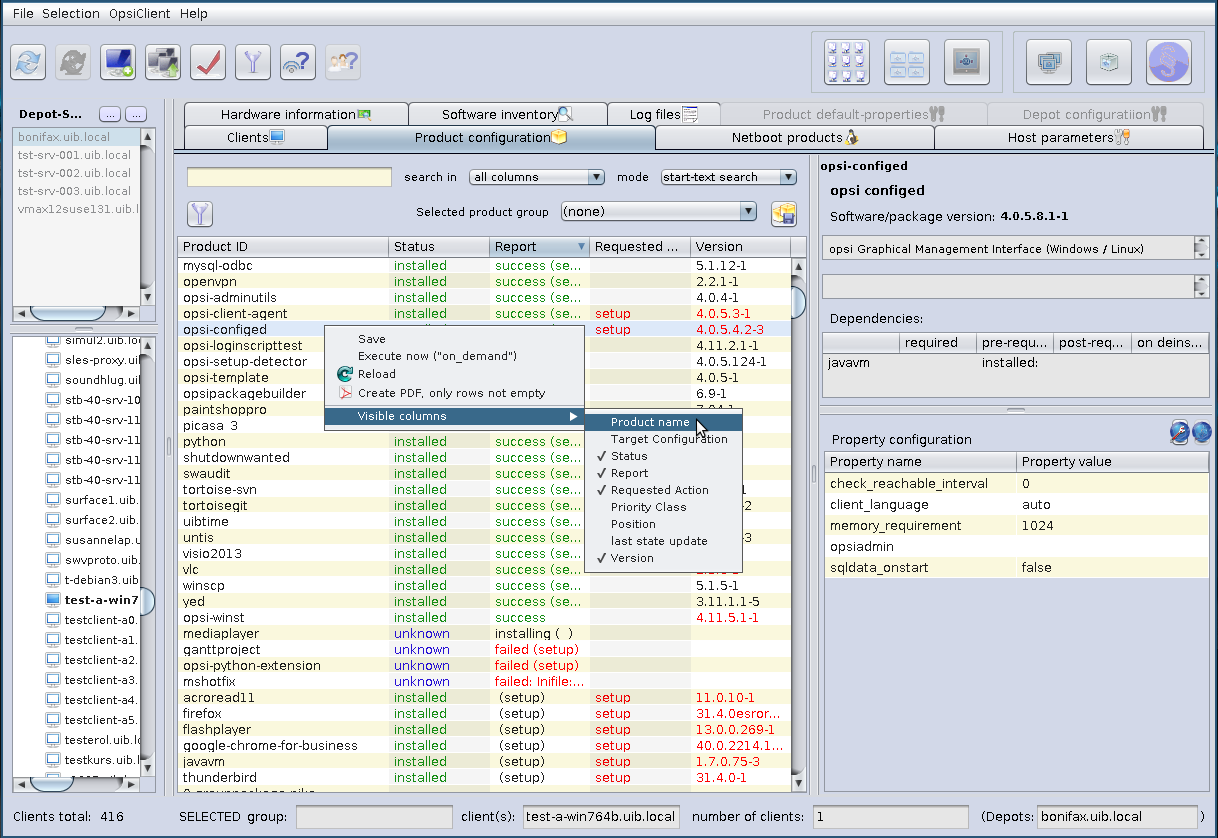 File Selection OpsiClient Help
Depot-S... ... ...
bonifax.uib.local
tst-srv-001.uib.local
tst-srv-002.uib.local
tst-srv-003.uib.local
vmax12suse131.uib.l
simul2.uib.lo
sles-proxy.uil
soundhlug.uil
stb-40-srv-10
stb-40-srv-11
stb-40-srv-11
stb-40-srv-11
stb-40-srv-11
surface1.uib.
surface2.uib.
susannelap.u
swvproto.uib.
t-debian3.uib
test-a-win7
testclient-a0.
testclient-a1.
testclient-a2.
testclient-a3.
testclient-a4.
testclient-a5.
testerol.uib.lo
testkurs.uib.l
Hardware information Software inventory Log files Product default-properties Depot configuratiion
Clients Product configuration Netboot products Host parameters
search in all columns mode start-text search
Selected product group (none)
Product ID Status Report Requested ... Version
mysql-odbc installed success (se... 5.1.12-1
openvpn installed success (se... 2.2.1-1
opsi-adminutils installed success (se... 4.0.4-1
opsi-client-agent installed success (se... setup 4.0.5.3-1
opsi-configed setup 4.0.5.4.2-3
opsi-loginscripttest 4.11.2.1-1
opsi-setup-detector 4.0.5.124-1
opsi-template 4.0.5-1
opsipackagebuilder 6.9-1
paintshoppro
picasa_3
python installed success (se...
shutdownwanted installed success (se...
swaudit installed success (se...
tortoise-svn installed success (se...
tortoisegit installed success (se...
uibtime installed success (se...
untis installed success (se...
visio2013 installed success (se...
vlc installed success (se...
winscp installed success (se... 5.1.5-1
yed installed success (se... 3.11.1.1-5
opsi-winst installed success 4.11.5.1-1
mediaplayer unknown installing ( )
ganttproject unknown failed (setup)
opsi-python-extension unknown failed (setup)
mshotfix unknown failed: Inifile:...
acroread11 installed (setup) setup 11.0.10-1
firefox installed (setup) setup 31.4.0esror...
flashplayer installed (setup) setup 13.0.0.269-1
google-chrome-for-business installed (setup) setup 40.0.2214.1...
javavm installed (setup) setup 1.7.0.75-3
thunderbird installed (setup) setup 31.4.0-1
Save
Execute now ("on_demand")
Reload
Create PDF, only rows not empty
Visible columns
Product name
Target Configuration
✓ Status
✓ Report
✓ Requested Action
Priority Class
Position
last state update
✓ Version
opsi-configed
opsi configed
Software/package version: 4.0.5.8.1-1
opsi Graphical Management Interface (Windows / Linux)
Dependencies:
required pre-requ... post-req... on deins...
javavm installed:
Property configuration
Property name Property value
check_reachable_interval 0
client_language auto
memory_requirement 1024
opsiadmin
sqldata_onstart false
Clients total: 416 SELECTED group: client(s): test-a-win764b.uib.local number of clients: 1 (Depots: bonifax.uib.local )